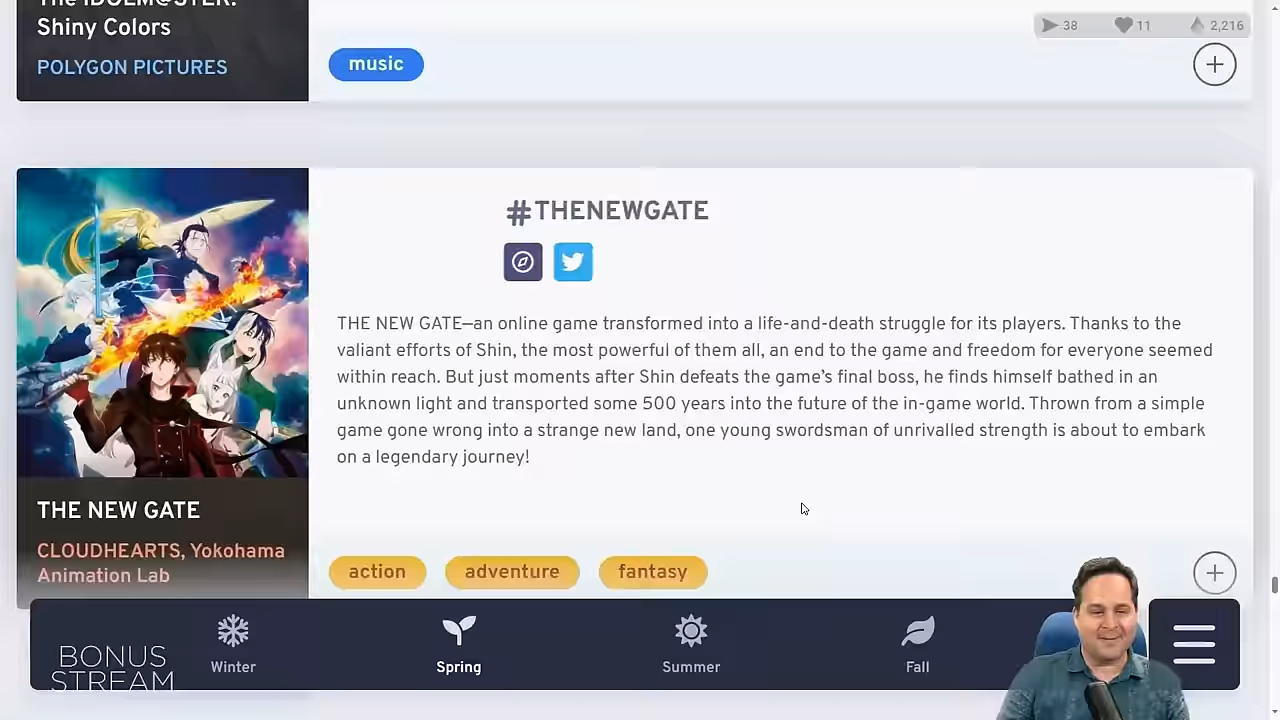 The IDOLM@STER:
Shiny Colors
POLYGON PICTURES
38
11
2,216
music
#THENEWGATE
THE NEW GATE—an online game transformed into a life-and-death struggle for its players. Thanks to the
valiant efforts of Shin, the most powerful of them all, an end to the game and freedom for everyone seemed
within reach. But just moments after Shin defeats the game's final boss, he finds himself bathed in an
unknown light and transported some 500 years into the future of the in-game world. Thrown from a simple
game gone wrong into a strange new land, one young swordsman of unrivalled strength is about to embark
on a legendary journey!
THE NEW GATE
CLOUDHEARTS, Yokohama
Animation Lab
action
adventure
fantasy
BONUS
STREAM
Winter
Spring
Summer
Fall